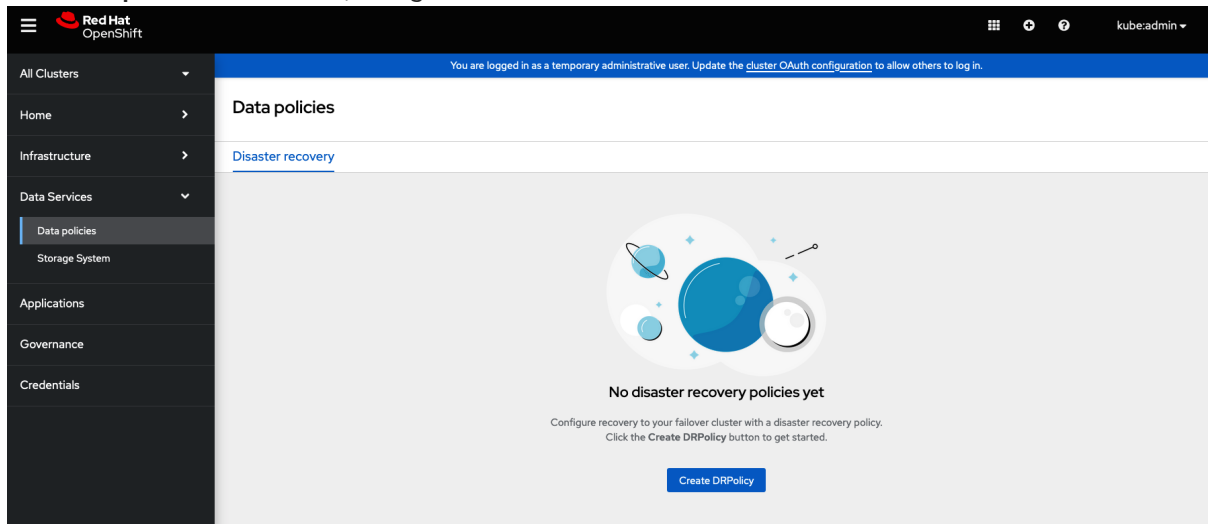 Red Hat
OpenShift
kube:admin
All Clusters
Home
Infrastructure
Data Services
Data policies
Storage System
Applications
Governance
Credentials
You are logged in as a temporary administrative user. Update the cluster OAuth configuration to allow others to log in.
Data policies
Disaster recovery
No disaster recovery policies yet
Configure recovery to your failover cluster with a disaster recovery policy.
Click the Create DRPolicy button to get started.
Create DRPolicy